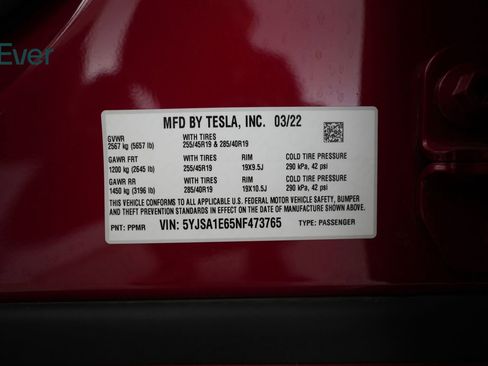 Ever
MFD BY TESLA, INC. 03/22
GVWR WITH TIRES
2567 kg (5657 lb) 255/45R19 & 285/40R19
GAWR FRT WITH TIRES RIM COLD TIRE PRESSURE
1200 kg (2645 lb) 255/45R19 19X9.5J 290 kPa, 42 psi
GAWR RR WITH TIRES RIM COLD TIRE PRESSURE
1450 kg (3196 lb) 285/40R19 19X10.5J 290 kPa, 42 psi
THIS VEHICLE CONFORMS TO ALL APPLICABLE U.S. FEDERAL MOTOR VEHICLE SAFETY, BUMPER
AND THEFT PREVENTION STANDARDS IN EFFECT ON THE DATE OF MANUFACTURE SHOWN ABOVE.
PNT: PPMR VIN: 5YJSA1E65NF473765 TYPE: PASSENGER